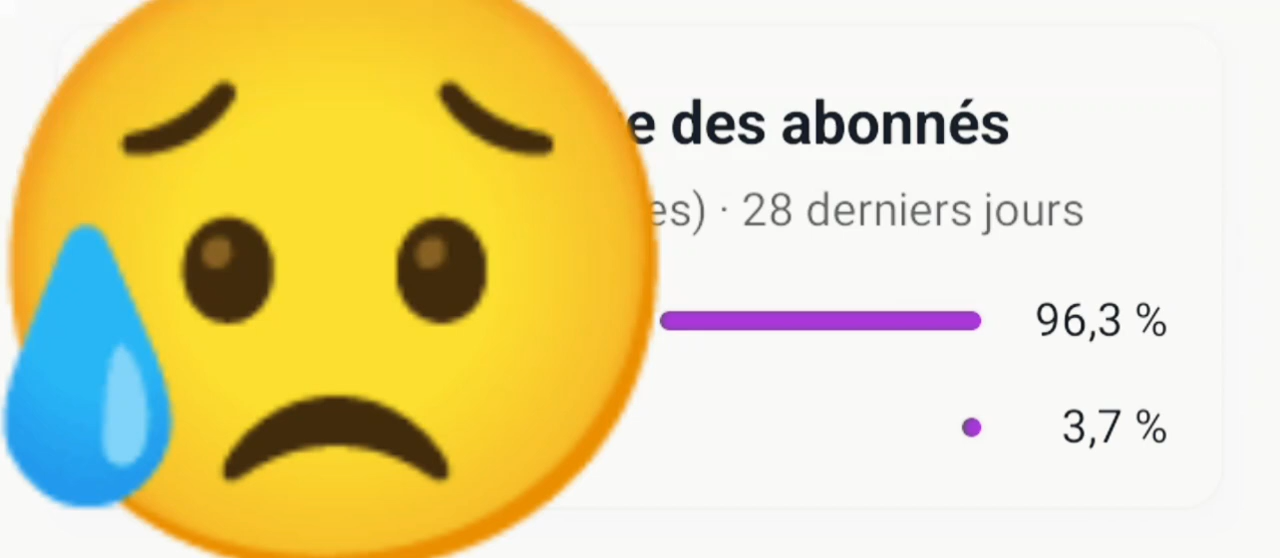 des abonnés
· 28 derniers jours
96,3 %
3,7 %